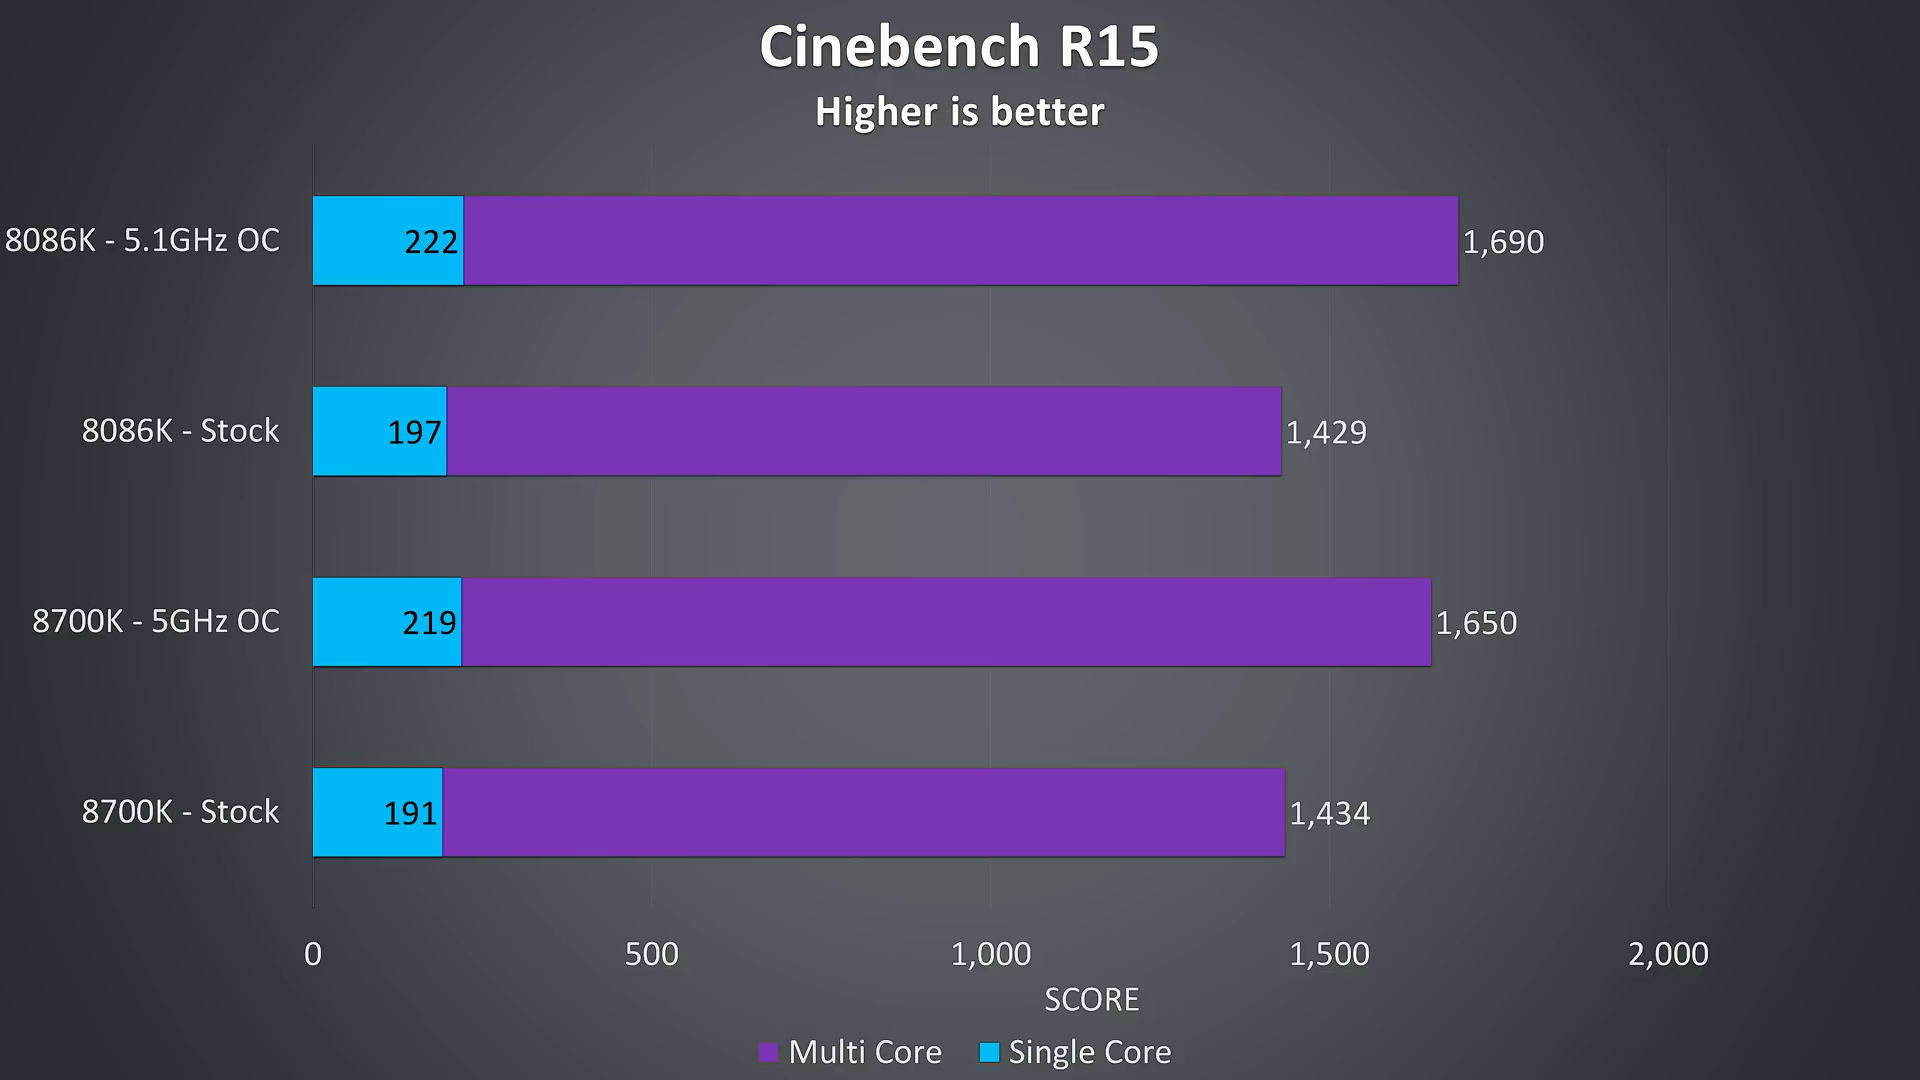 Cinebench R15
Higher is better
8086K - 5.1GHz OC 222 1,690
8086K - Stock 197 1,429
8700K - 5GHz OC 219 1,650
8700K - Stock 191 1,434
0 500 1,000 1,500 2,000
SCORE
Multi Core Single Core